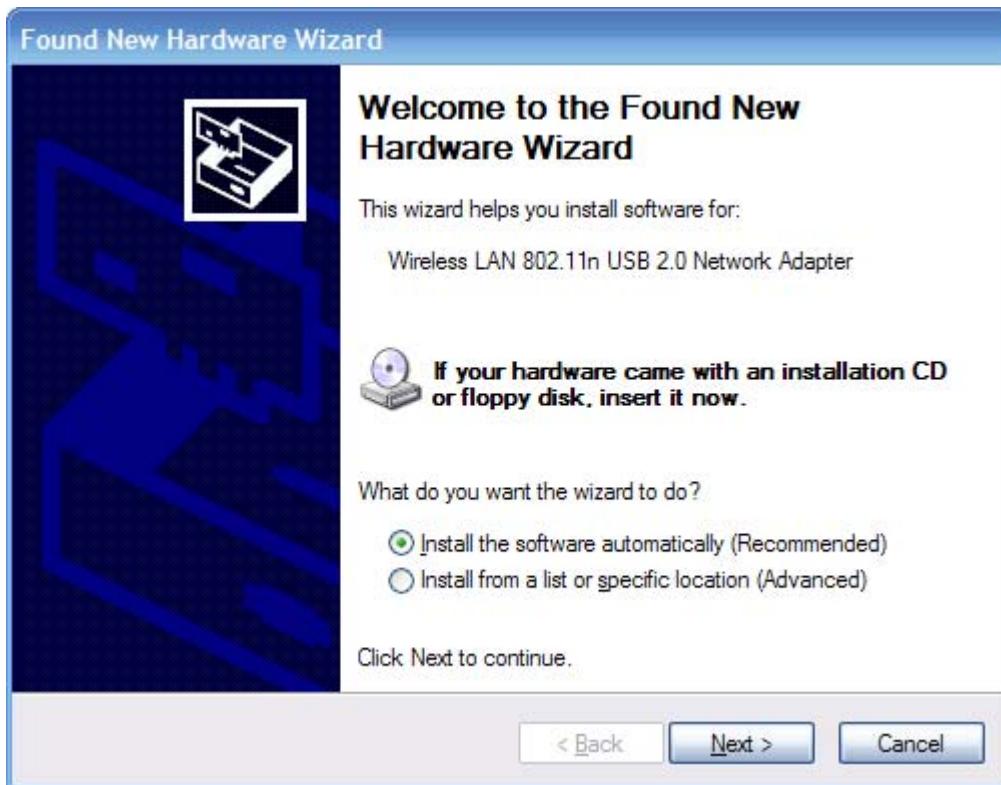 Found New Hardware Wizard
Welcome to the Found New
Hardware Wizard
This wizard helps you install software for:
Wireless LAN 802.11n USB 2.0 Network Adapter
If your hardware came with an installation CD
or floppy disk, insert it now.
What do you want the wizard to do?
Install the software automatically (Recommended)
Install from a list or specific location (Advanced)
Click Next to continue.
< Back Next > Cancel